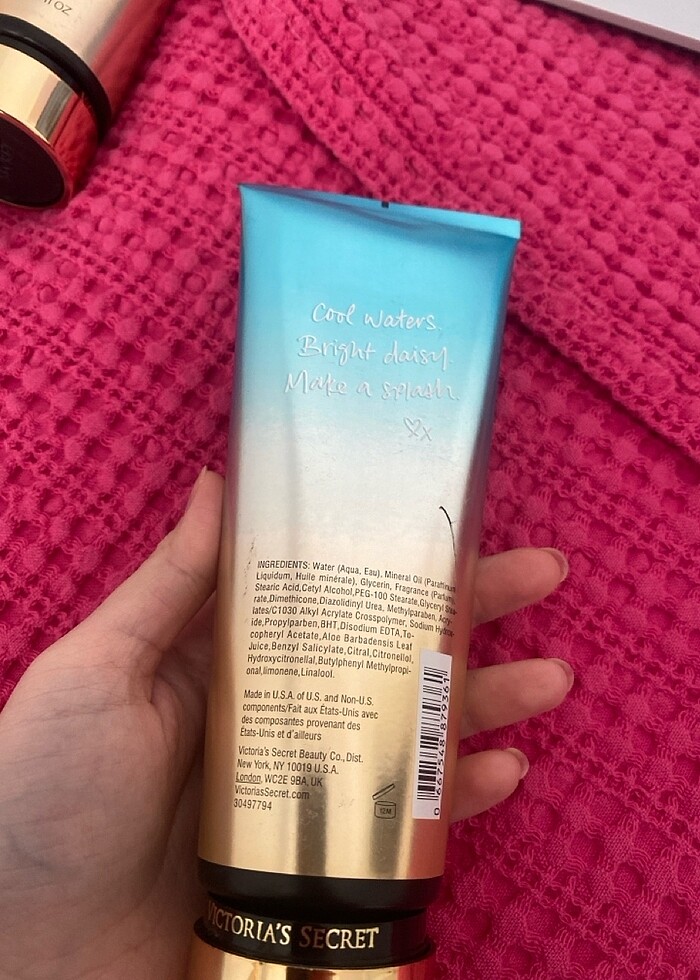 Cool waters.
Bright daisy.
Make a splash.
X
INGREDIENTS: Water (Aqua, Eau), Mineral Oil (Paraffinum
Liquidum, Huile minérale), Glycerin, Fragrance (Parfum),
Stearic Acid,Cetyl Alcohol,PEG-100 Stearate,Glyceryl Stea-
rate,Dimethicone,Diazolidinyl Urea, Methylparaben, Acry-
lates/C1030 Alkyl Acrylate Crosspolymer, Sodium Hydrox-
ide,Propylparben,BHT,Disodium EDTA,To-
copheryl Acetate,Aloe Barbadensis Leaf
Juice,Benzyl Salicylate,Citral,Citronellol,
Hydroxycitronellal,Butylphenyl Methylpropi-
onal,limonene,Linalool.
Made in U.S.A. of U.S. and Non-U.S.
components/Fait aux États-Unis avec
des composantes provenant des
États-Unis et d'ailleurs
Victoria's Secret Beauty Co.,Dist.
New York, NY 10019 U.S.A.
London, WC2E 9BA, UK
VictoriasSecret.com
30497794
12M
0 667548 879361
VICTORIA'S SECRET